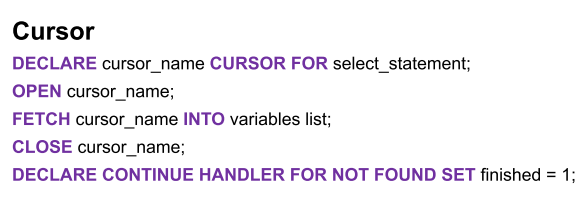 Cursor
DECLARE cursor_name CURSOR FOR select_statement;
OPEN cursor_name;
FETCH cursor_name INTO variables list;
CLOSE cursor_name;
DECLARE CONTINUE HANDLER FOR NOT FOUND SET finished = 1;